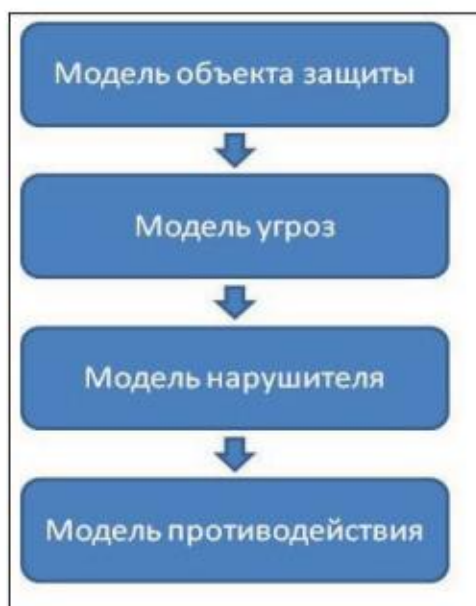 Модель объекта защиты
Модель угроз
Модель нарушителя
Модель противодействия